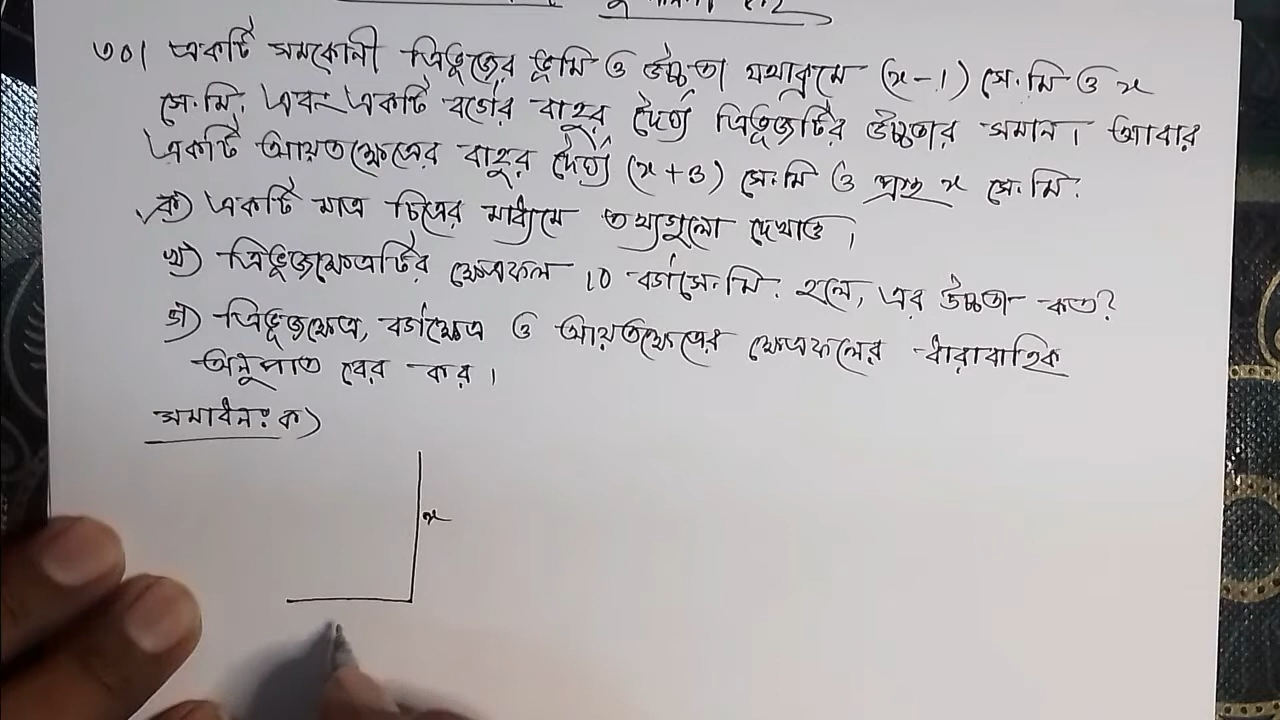 ৩০। একটি সমকোনী ত্রিভুজের ভূমি ও উচ্চতা যথাক্রমে (x-1) সে.মি ও x
সে.মি. এবং একটি বর্গের বাহুর দৈর্ঘ্য ত্রিভূজটির উচ্চতার সমান। আবার
একটি আয়তক্ষেত্রের বাহুর দৈর্ঘ্য (x+3) সে.মি ও প্রস্থ x সে.মি.
ক) একটি মাত্র চিত্রের মাধ্যমে তথ্যগুলো দেখাও।
খ) ত্রিভূজক্ষেত্রটির ক্ষেত্রফল 10 বর্গসে.মি. হলে, এর উচ্চতা কত?
গ) ত্রিভূজক্ষেত্র, বর্গক্ষেত্র ও আয়তক্ষেত্রের ক্ষেত্রফলের ধারাবাহিক
অনুপাত বের কর।
সমাধান: ক)
x